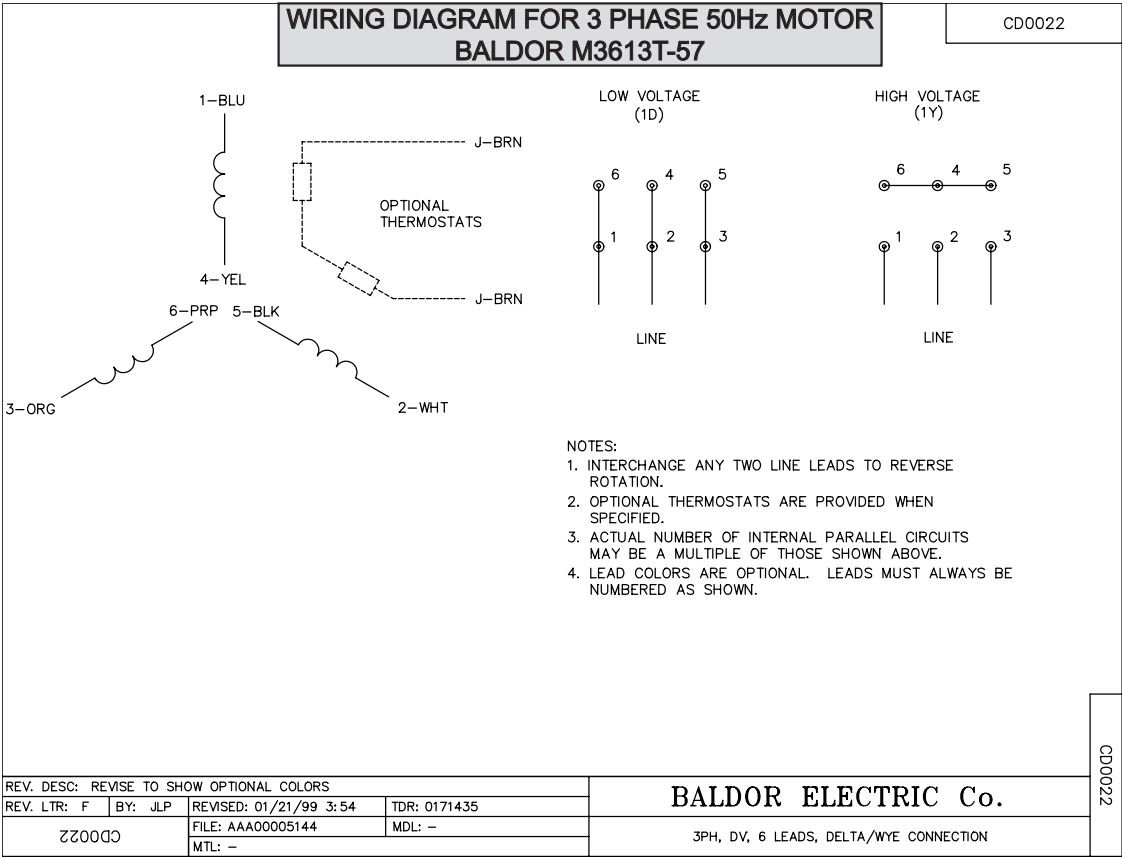 WIRING DIAGRAM FOR 3 PHASE 50Hz MOTOR
BALDOR M3613T-57
CD0022
1-BLU
J-BRN
OPTIONAL
THERMOSTATS
4-YEL
J-BRN
6-PRP 5-BLK
3-ORG
2-WHT
LOW VOLTAGE
(1D)
6 4 5
1 2 3
LINE
HIGH VOLTAGE
(1Y)
6 4 5
1 2 3
LINE
NOTES:
1. INTERCHANGE ANY TWO LINE LEADS TO REVERSE
ROTATION.
2. OPTIONAL THERMOSTATS ARE PROVIDED WHEN
SPECIFIED.
3. ACTUAL NUMBER OF INTERNAL PARALLEL CIRCUITS
MAY BE A MULTIPLE OF THOSE SHOWN ABOVE.
4. LEAD COLORS ARE OPTIONAL. LEADS MUST ALWAYS BE
NUMBERED AS SHOWN.
CD0022
REV. DESC: REVISE TO SHOW OPTIONAL COLORS
REV. LTR: F BY: JLP REVISED: 01/21/99 3:54 TDR: 0171435
CD0022
FILE: AAA00005144 MDL: -
MTL: -
BALDOR ELECTRIC Co.
3PH, DV, 6 LEADS, DELTA/WYE CONNECTION